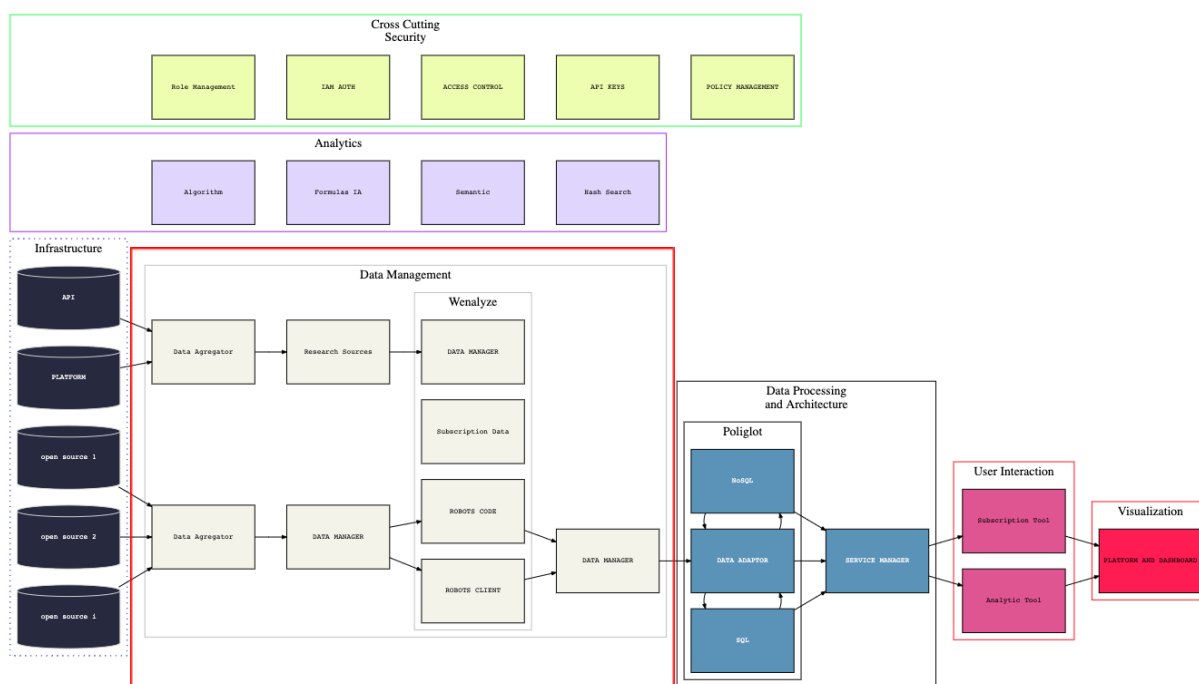 Cross Cutting
Security
Role Management
IAM AUTH
ACCESS CONTROL
API KEYS
POLICY MANAGEMENT
Analytics
Algorithm
Formulas IA
Semantic
Hash Search
Infrastructure
API
PLATFORM
open source 1
open source 2
open source i
Data Management
Wenalyze
Data Agregator
Research Sources
DATA MANAGER
Subscription Data
Data Agregator
DATA MANAGER
ROBOTS CODE
ROBOTS CLIENT
DATA MANAGER
Data Processing
and Architecture
Poliglot
NoSQL
DATA ADAPTOR
SQL
SERVICE MANAGER
User Interaction
Subscription Tool
Analytic Tool
Visualization
PLATFORM AND DASHBOARD